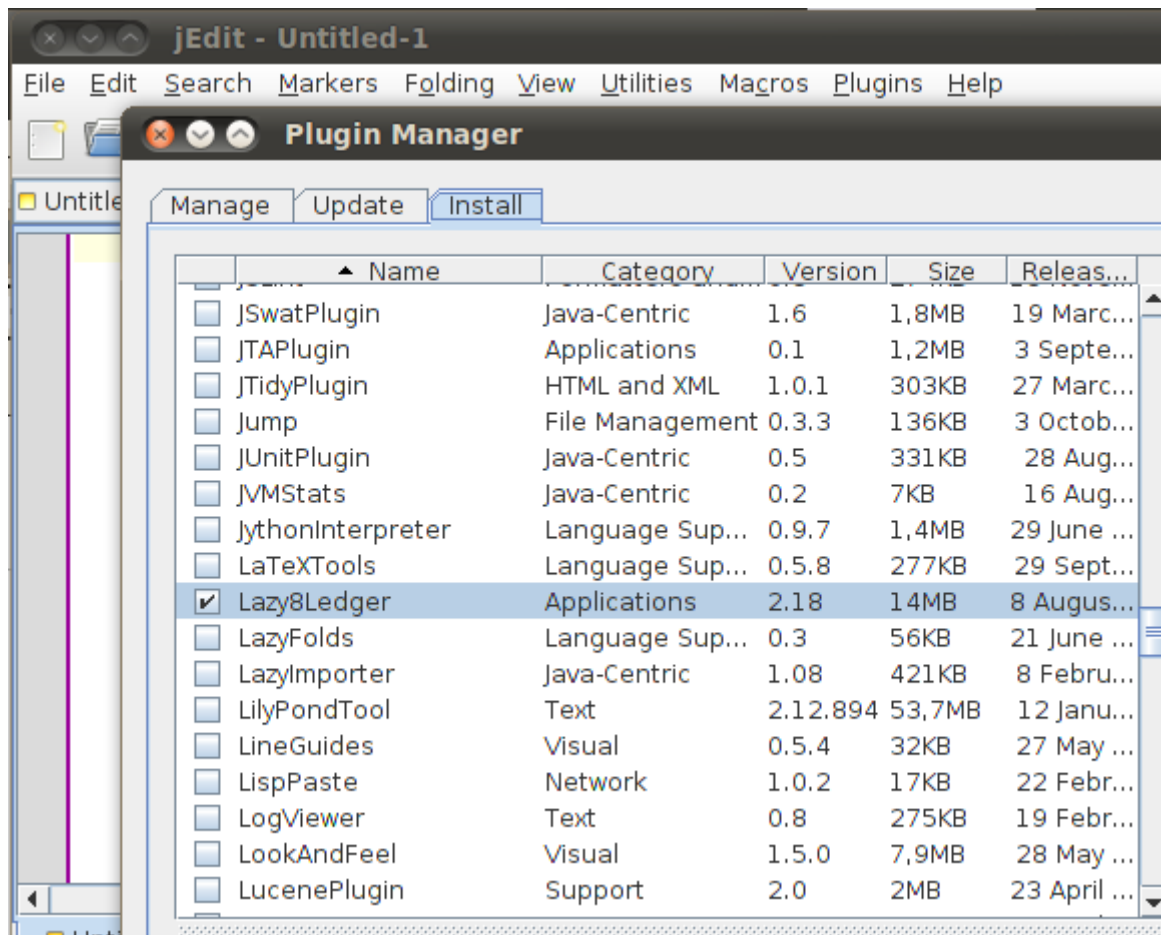 jEdit - Untitled-1
File Edit Search Markers Folding View Utilities Macros Plugins Help
Plugin Manager
Untitle
Manage Update Install
Name Category Version Size Releas...
JSwatPlugin Java-Centric 1.6 1,8MB 19 Marc...
JTAPlugin Applications 0.1 1,2MB 3 Septe...
JTidyPlugin HTML and XML 1.0.1 303KB 27 Marc...
Jump File Management 0.3.3 136KB 3 Octob...
JUnitPlugin Java-Centric 0.5 331KB 28 Aug...
JVMStats Java-Centric 0.2 7KB 16 Aug...
JythonInterpreter Language Sup... 0.9.7 1,4MB 29 June ...
LaTeXTools Language Sup... 0.5.8 277KB 29 Sept...
Lazy8Ledger Applications 2.18 14MB 8 Augus...
LazyFolds Language Sup... 0.3 56KB 21 June ...
LazyImporter Java-Centric 1.08 421KB 8 Febru...
LilyPondTool Text 2.12.894 53,7MB 12 Janu...
LineGuides Visual 0.5.4 32KB 27 May ...
LispPaste Network 1.0.2 17KB 22 Febr...
LogViewer Text 0.8 275KB 19 Febr...
LookAndFeel Visual 1.5.0 7,9MB 28 May ...
LucenePlugin Support 2.0 2MB 23 April ...